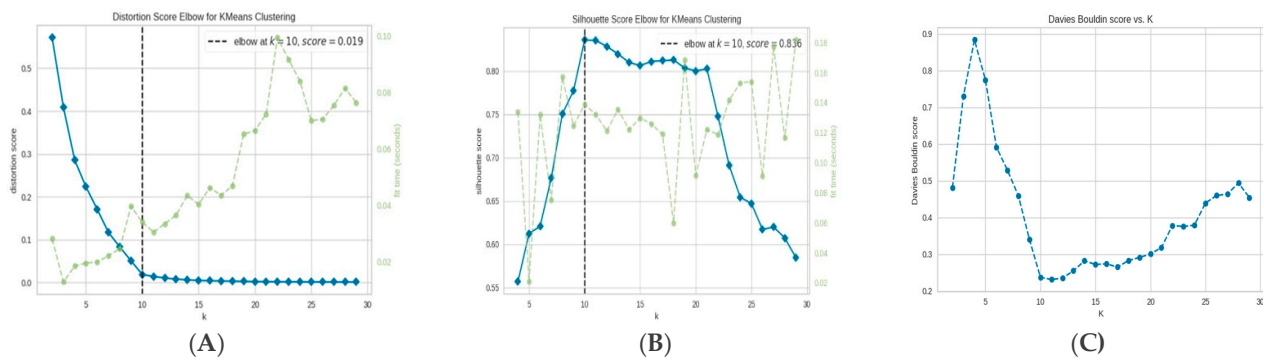 Distortion Score Elbow for KMeans Clustering
elbow at k = 10, score = 0.019
distortion score
0.5
0.4
0.3
0.2
0.1
0.0
0.10
0.08
0.06
0.04
0.02
fit time (seconds)
5 10 15 20 25 30
k
(A)
Silhouette Score Elbow for KMeans Clustering
elbow at k = 10, score = 0.836
silhouette score
0.80
0.75
0.70
0.65
0.60
0.55
0.18
0.16
0.14
0.12
0.10
0.08
0.06
0.04
0.02
fit time (seconds)
5 10 15 20 25 30
k
(B)
Davies Bouldin score vs. K
Davies Bouldin score
0.9
0.8
0.7
0.6
0.5
0.4
0.3
0.2
5 10 15 20 25 30
K
(C)